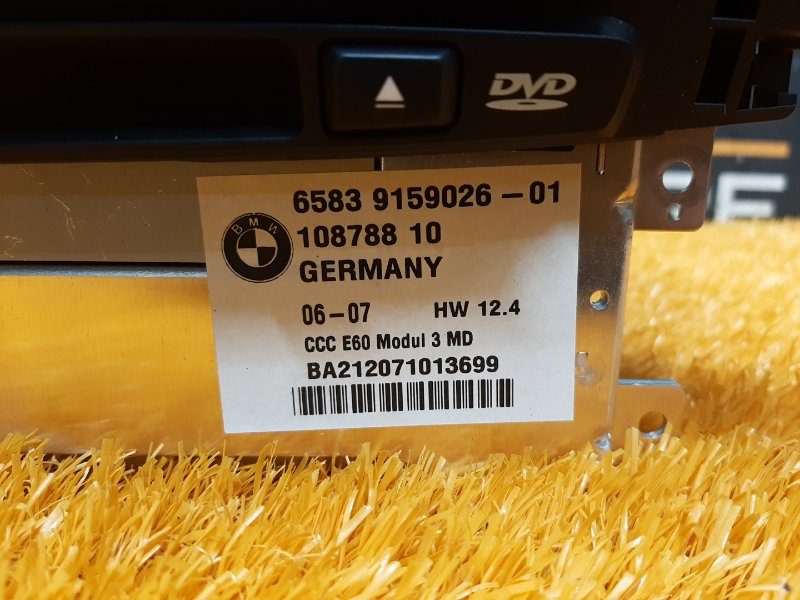 DVD
6583 9159026-01
BMW
108788 10
GERMANY
06-07 HW 12.4
CCC E60 Modul 3 MD
BA212071013699